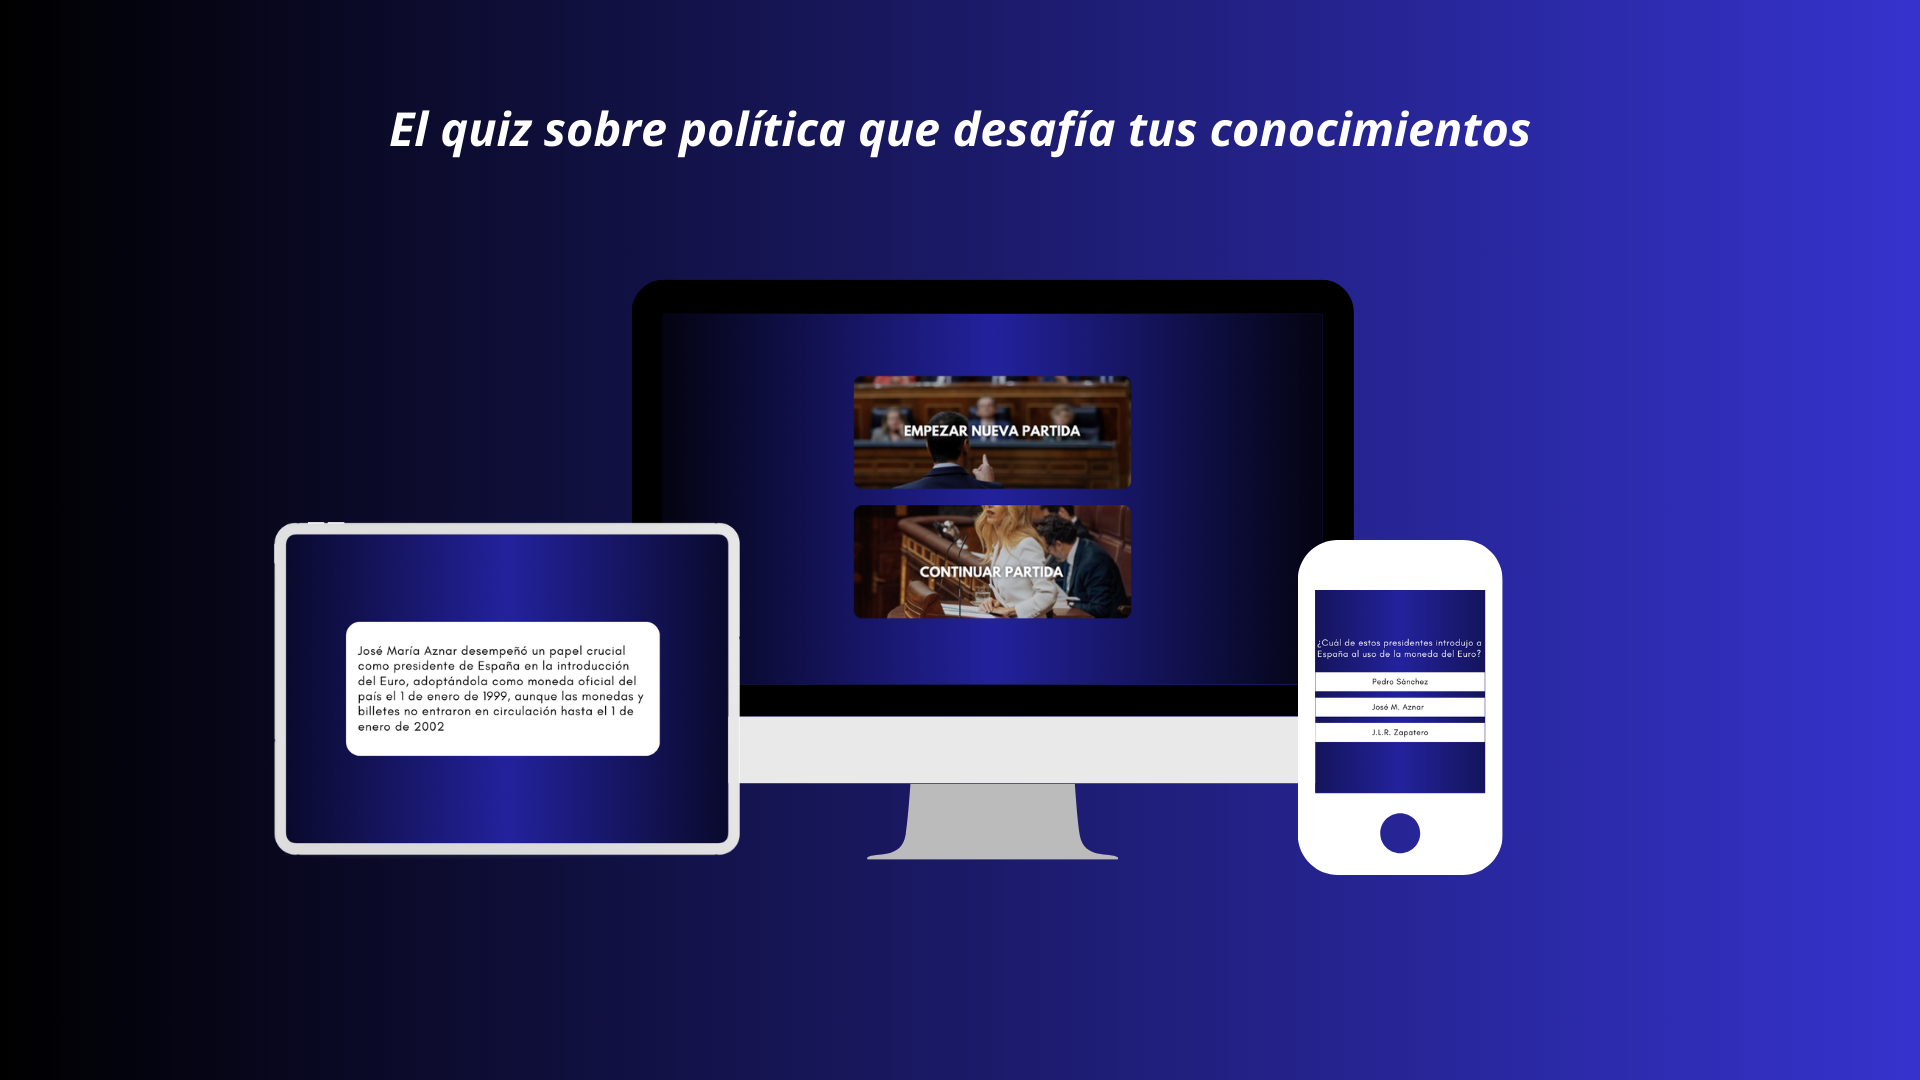 El quiz sobre política que desafía tus conocimientos
EMPEZAR NUEVA PARTIDA
CONTINUAR PARTIDA
José María Aznar desempeñó un papel crucial
como presidente de España en la introducción
del Euro, adoptándola como moneda oficial del
país el 1 de enero de 1999, aunque las monedas y
billetes no entraron en circulación hasta el 1 de
enero de 2002
¿Cuál de estos presidentes introdujo a
España al uso de la moneda del Euro?
Pedro Sánchez
José M. Aznar
J.L.R. Zapatero